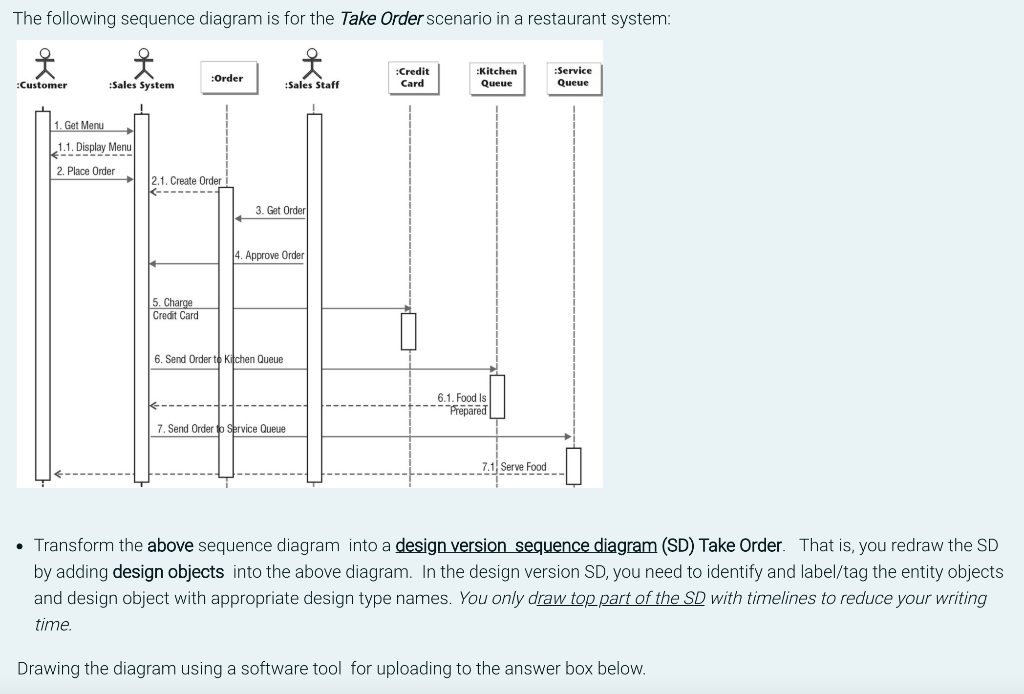 The following sequence diagram is for the Take Order scenario in a restaurant system:
:Customer
:Sales System
:Order
:Sales Staff
:Credit
Card
:Kitchen
Queue
:Service
Queue
1. Get Menu
1.1. Display Menu
2. Place Order
2.1. Create Order
3. Get Order
4. Approve Order
5. Charge
Credit Card
6. Send Order to Kitchen Queue
6.1. Food Is
Prepared
7. Send Order to Service Queue
7.1. Serve Food
• Transform the above sequence diagram into a design version sequence diagram (SD) Take Order. That is, you redraw the SD
by adding design objects into the above diagram. In the design version SD, you need to identify and label/tag the entity objects
and design object with appropriate design type names. You only draw top part of the SD with timelines to reduce your writing
time.
Drawing the diagram using a software tool for uploading to the answer box below.